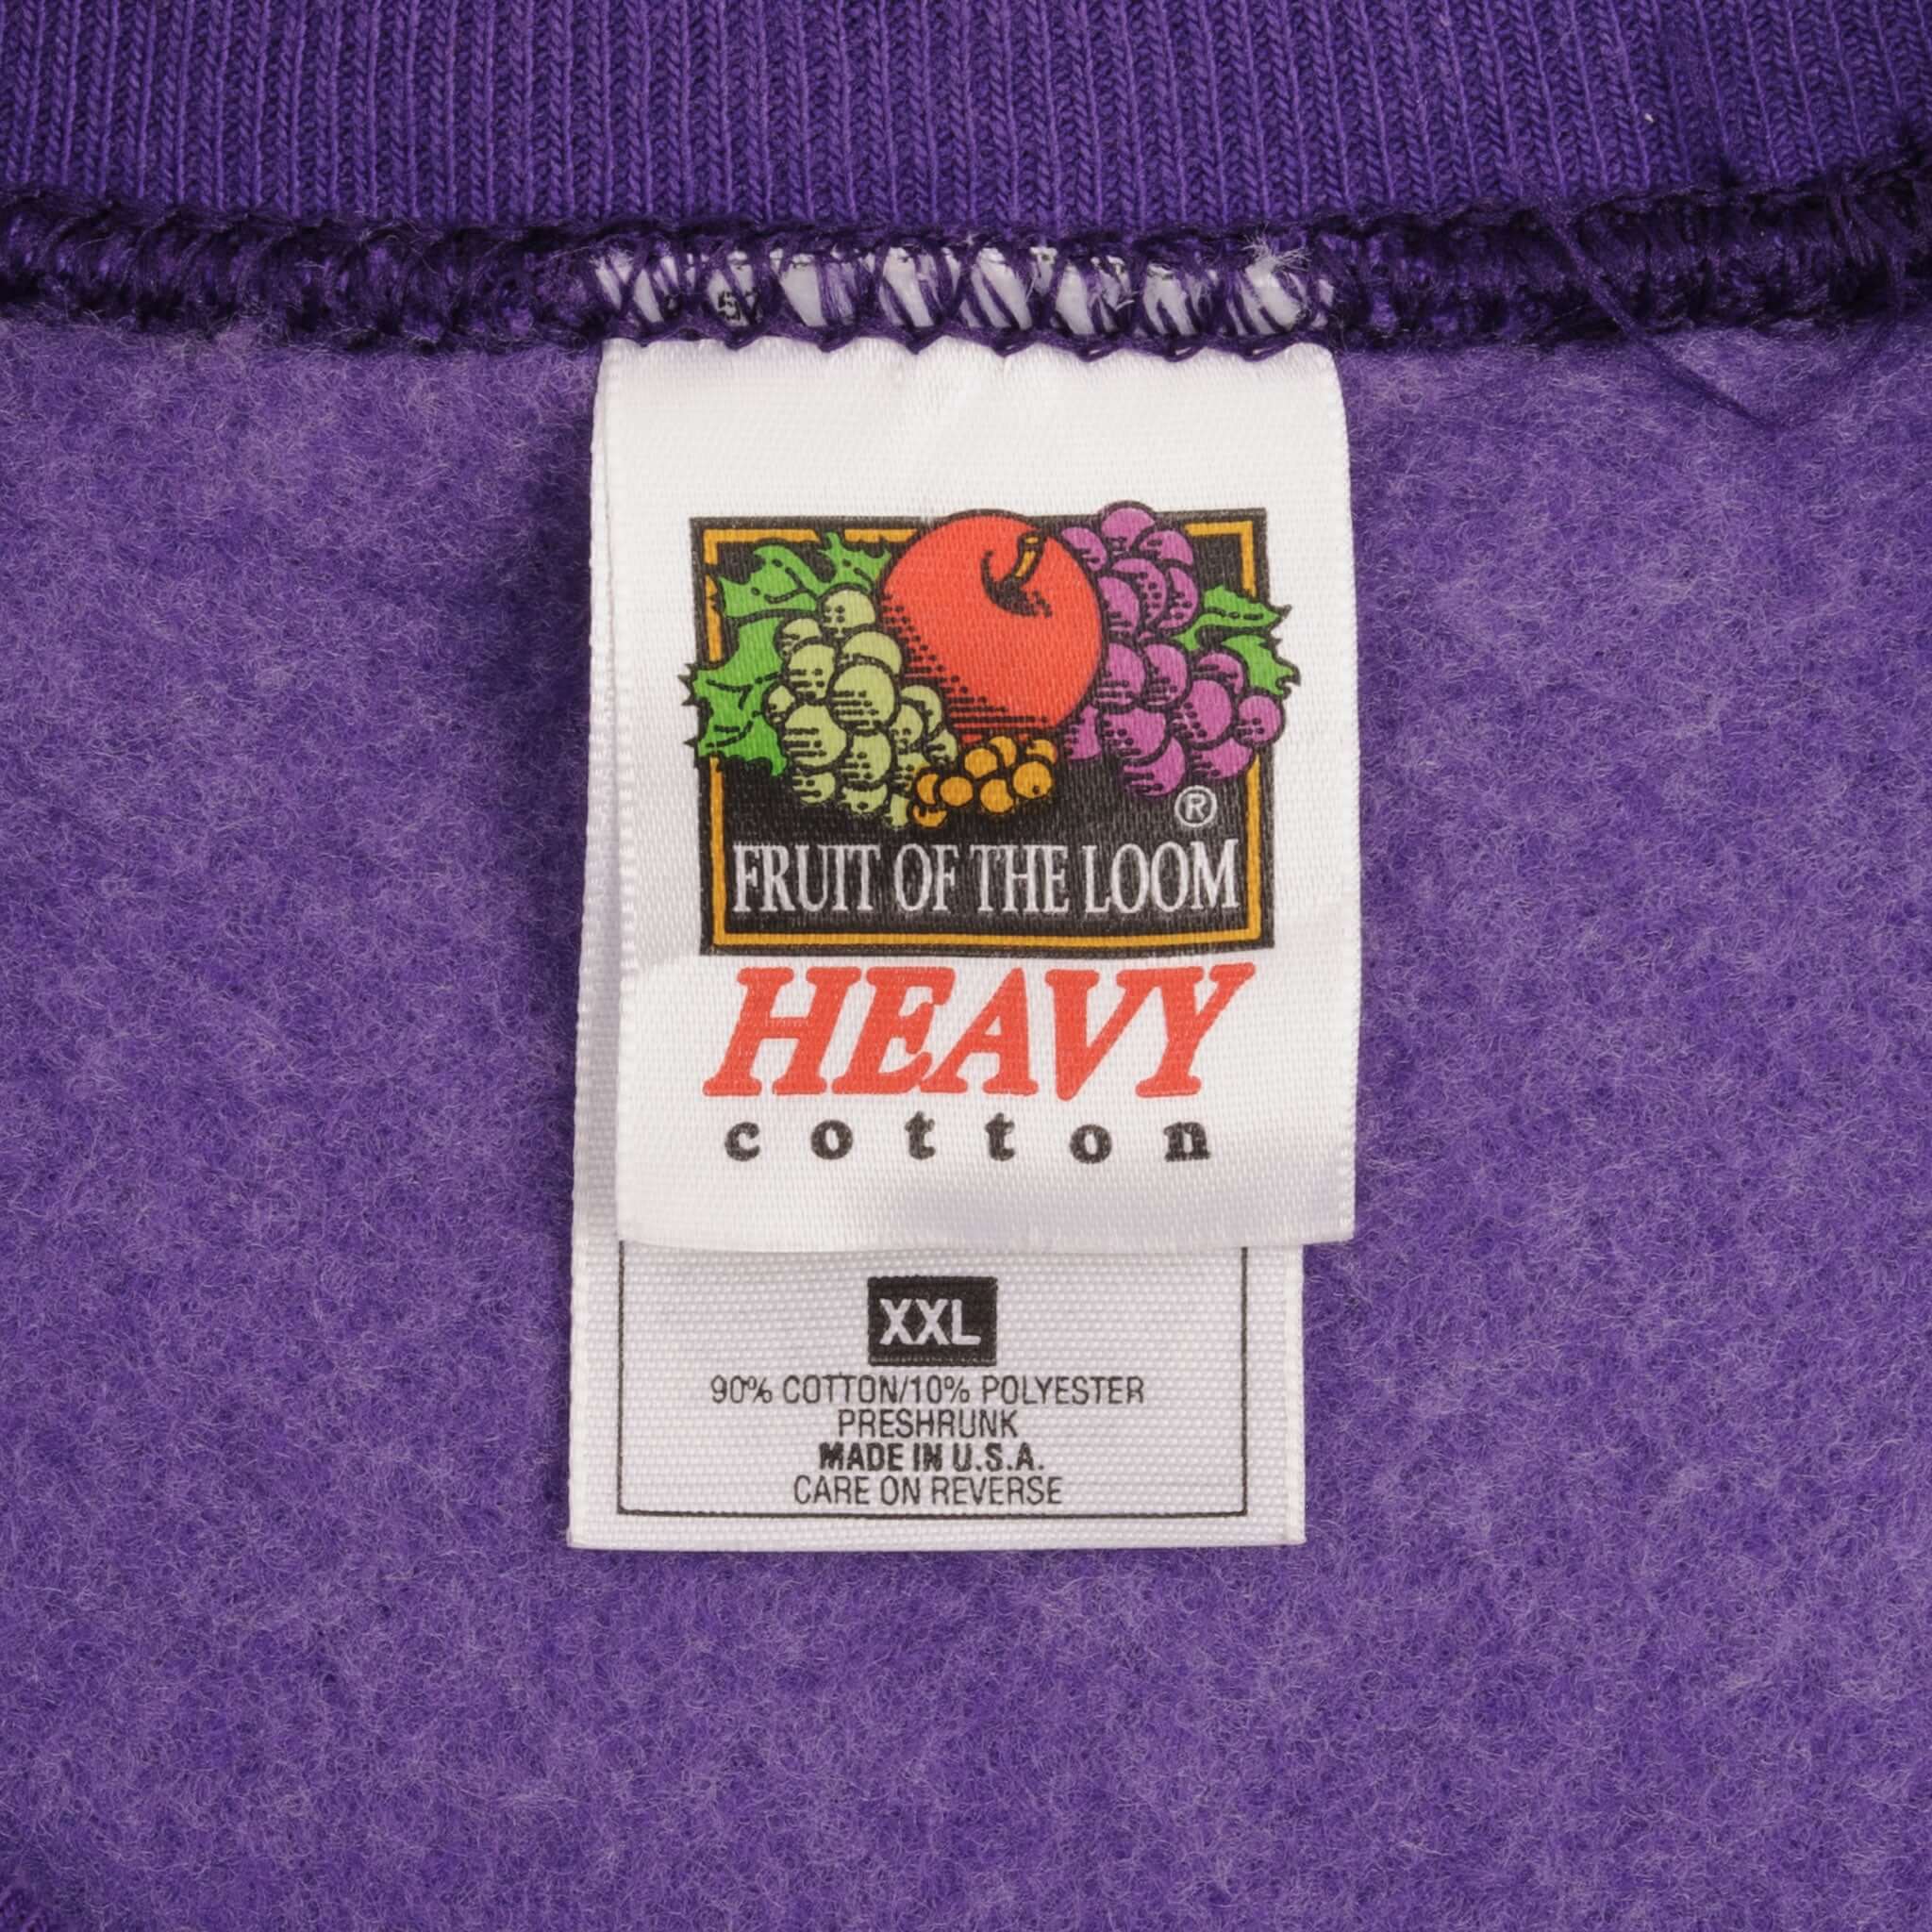 ®
FRUIT OF THE LOOM
HEAVY
cotton
XXL
90% COTTON/10% POLYESTER
PRESHRUNK
MADE IN U.S.A.
CARE ON REVERSE